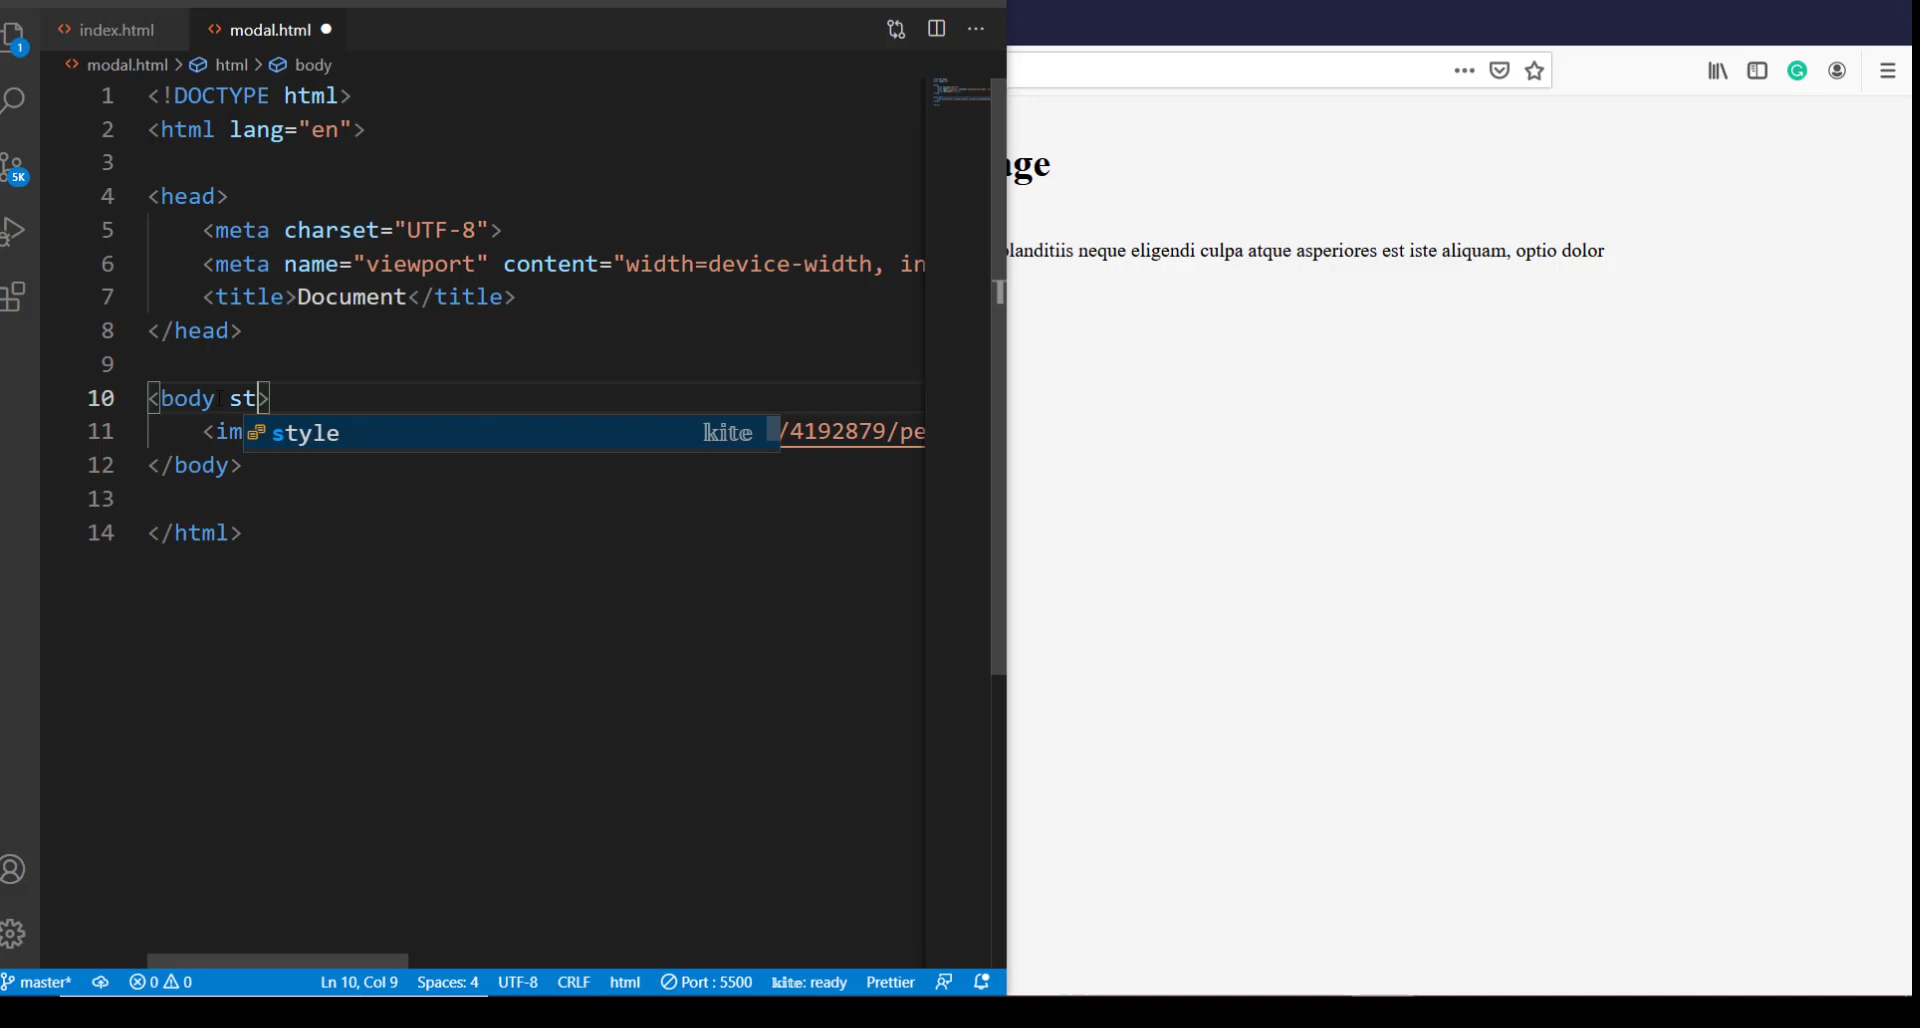 index.html
modal.html
1
modal.html > html > body
1 <!DOCTYPE html>
2 <html lang="en">
3
4 <head>
5 <meta charset="UTF-8">
6 <meta name="viewport" content="width=device-width, in
7 <title>Document</title>
8 </head>
9
10 <body st>
11 <im /4192879/pe
style kite
12 </body>
13
14 </html>
5K
master*
0 0
Ln 10, Col 9
Spaces: 4
UTF-8
CRLF
html
Port : 5500
kite: ready
Prettier
neque eligendi culpa atque asperiores est iste aliquam, optio dolor